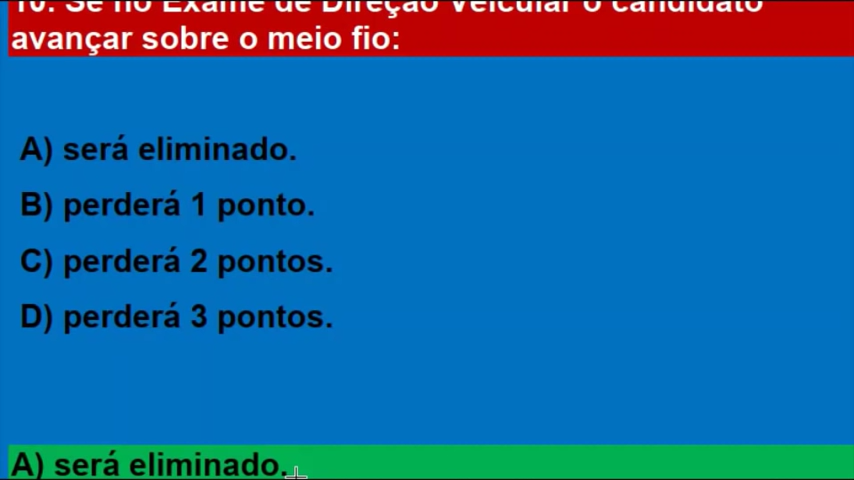 10. Se no Exame de Direção Veicular o candidato
avançar sobre o meio fio:
A) será eliminado.
B) perderá 1 ponto.
C) perderá 2 pontos.
D) perderá 3 pontos.
A) será eliminado.